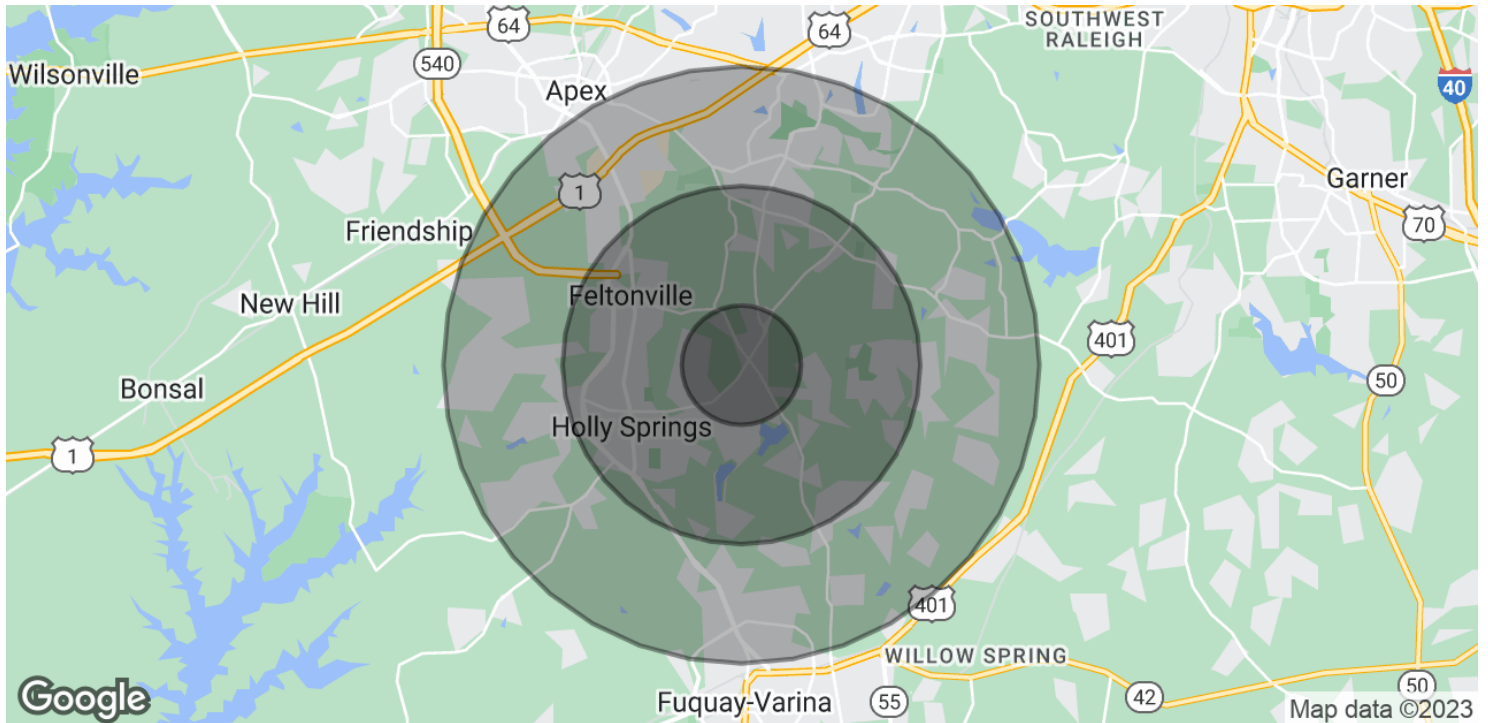 SOUTHWEST
RALEIGH
64
64
540
Wilsonville
Apex
40
1
Garner
Friendship
70
Feltonville
New Hill
401
Bonsal
50
Holly Springs
1
401
WILLOW SPRING
Fuquay-Varina
55
42
50
Google
Map data ©2023